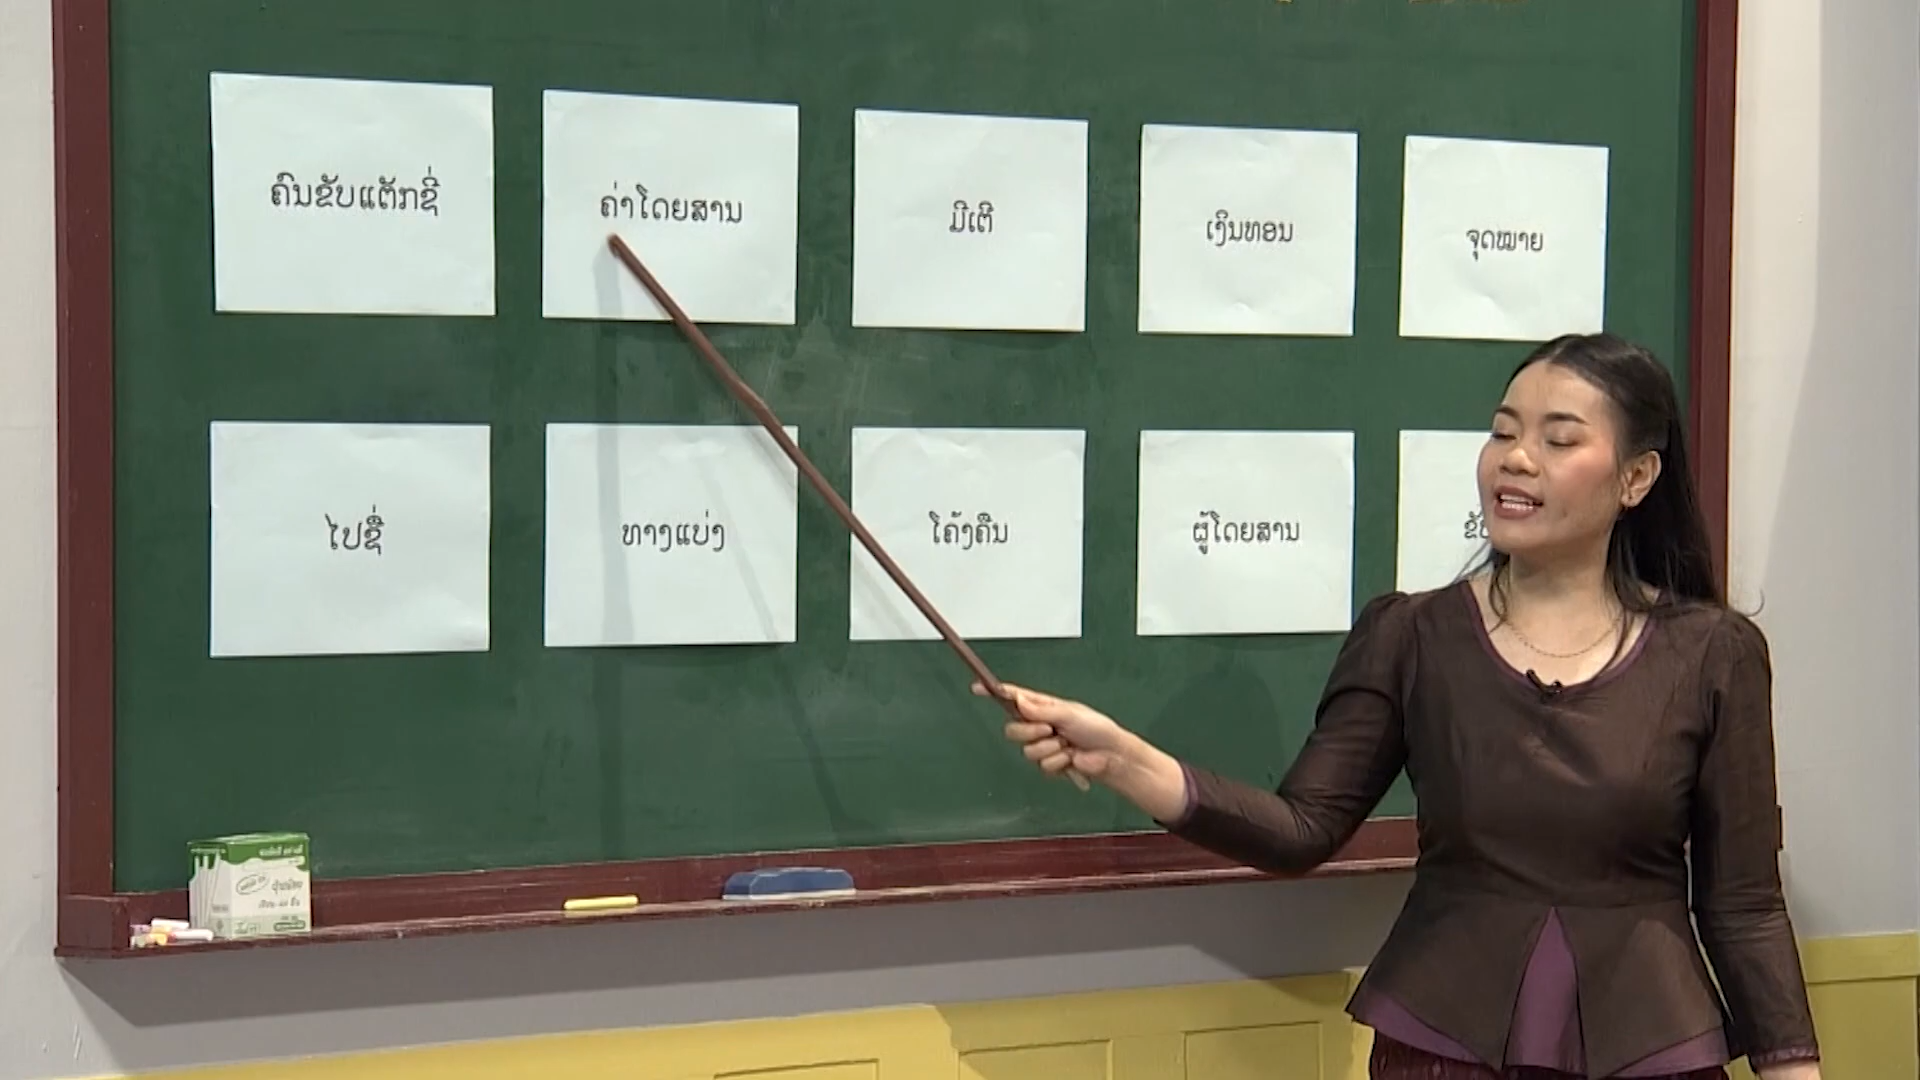 ຄົນຂັບແຕັກຊີ່
ຄ່າໂດຍສານ
ມີເຕີ
ເງິນທອນ
ຈຸດໝາຍ
ໄປຊື່
ທາງແບ່ງ
ໂຄ້ງຄືນ
ຜູ້ໂດຍສານ